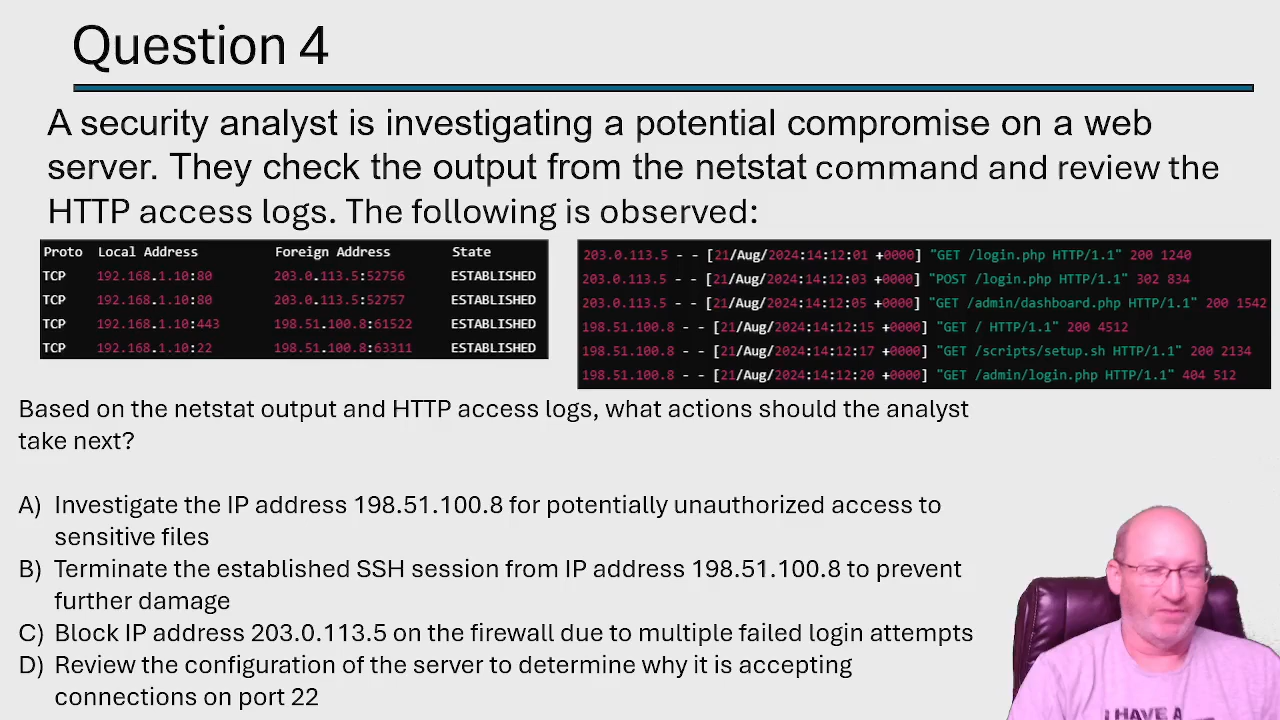 Question 4
A security analyst is investigating a potential compromise on a web
server. They check the output from the netstat command and review the
HTTP access logs. The following is observed:
Proto Local Address Foreign Address State
TCP 192.168.1.10:80 203.0.113.5:52756 ESTABLISHED
TCP 192.168.1.10:80 203.0.113.5:52757 ESTABLISHED
TCP 192.168.1.10:443 198.51.100.8:61522 ESTABLISHED
TCP 192.168.1.10:22 198.51.100.8:63311 ESTABLISHED
203.0.113.5 - - [21/Aug/2024:14:12:01 +0000] "GET /login.php HTTP/1.1" 200 1240
203.0.113.5 - - [21/Aug/2024:14:12:03 +0000] "POST /login.php HTTP/1.1" 302 834
203.0.113.5 - - [21/Aug/2024:14:12:05 +0000] "GET /admin/dashboard.php HTTP/1.1" 200 1542
198.51.100.8 - - [21/Aug/2024:14:12:15 +0000] "GET / HTTP/1.1" 200 4512
198.51.100.8 - - [21/Aug/2024:14:12:17 +0000] "GET /scripts/setup.sh HTTP/1.1" 200 2134
198.51.100.8 - - [21/Aug/2024:14:12:20 +0000] "GET /admin/login.php HTTP/1.1" 404 512
Based on the netstat output and HTTP access logs, what actions should the analyst
take next?
A) Investigate the IP address 198.51.100.8 for potentially unauthorized access to
sensitive files
B) Terminate the established SSH session from IP address 198.51.100.8 to prevent
further damage
C) Block IP address 203.0.113.5 on the firewall due to multiple failed login attempts
D) Review the configuration of the server to determine why it is accepting
connections on port 22
I HAVE A